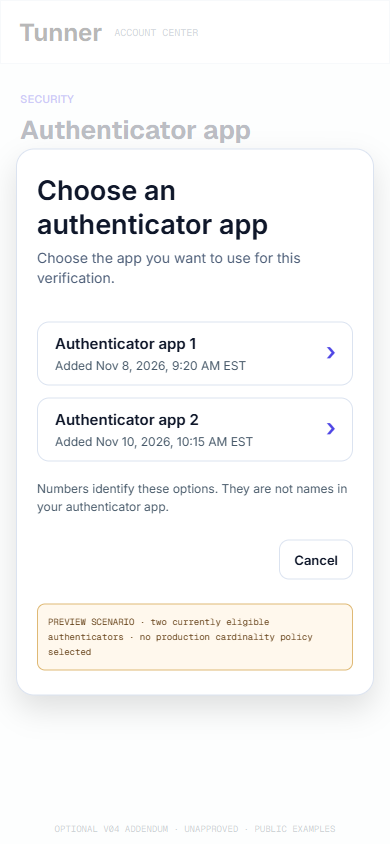 Tunner ACCOUNT CENTER
SECURITY
Authenticator app
Choose an
authenticator app
Choose the app you want to use for this
verification.
Authenticator app 1
Added Nov 8, 2026, 9:20 AM EST
Authenticator app 2
Added Nov 10, 2026, 10:15 AM EST
Numbers identify these options. They are not names in
your authenticator app.
Cancel
PREVIEW SCENARIO · two currently eligible
authenticators · no production cardinality policy
selected
OPTIONAL V04 ADDENDUM · UNAPPROVED · PUBLIC EXAMPLES